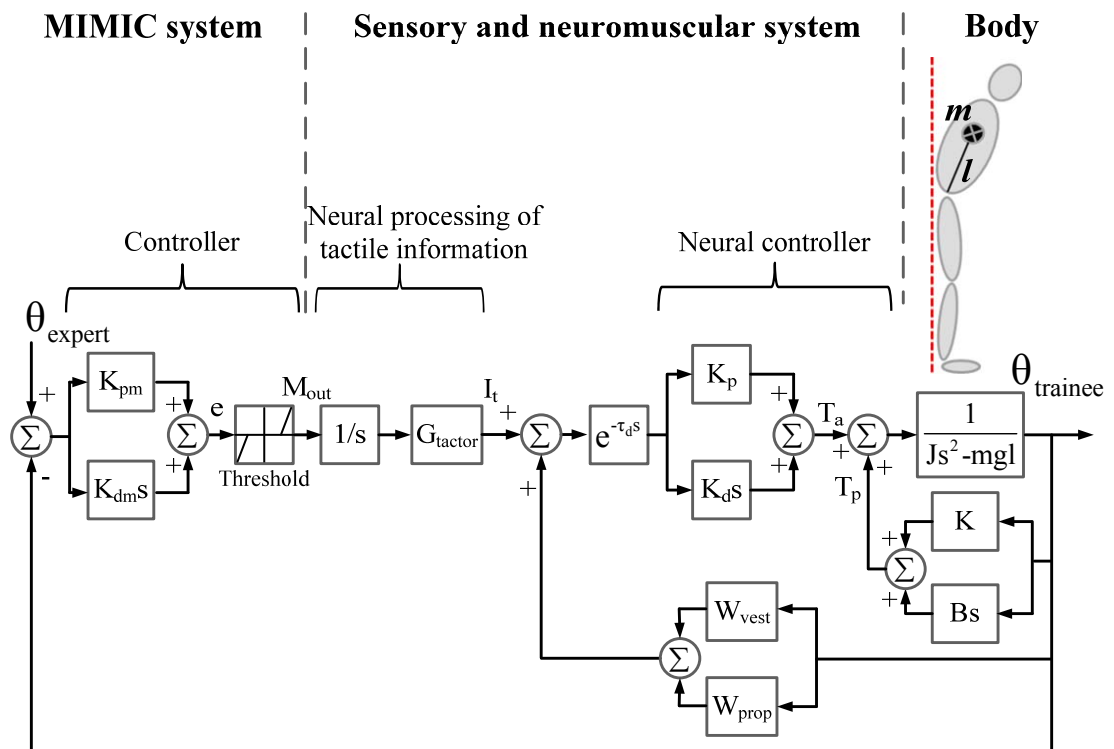 MIMIC system
Sensory and neuromuscular system
Body
m
l
Neural processing of
tactile information
Controller
Neural controller
θexpert
θtrainee
+
-
Σ
Kpm
Kdms
+
+
Σ
e
Threshold
Mout
1/s
Gtactor
It
+
+
Σ
e-τds
Kp
Kds
+
+
Σ
Ta
+
+
Σ
Tp
1
Js2-mgl
K
Bs
+
+
Σ
Wvest
Wprop
Σ